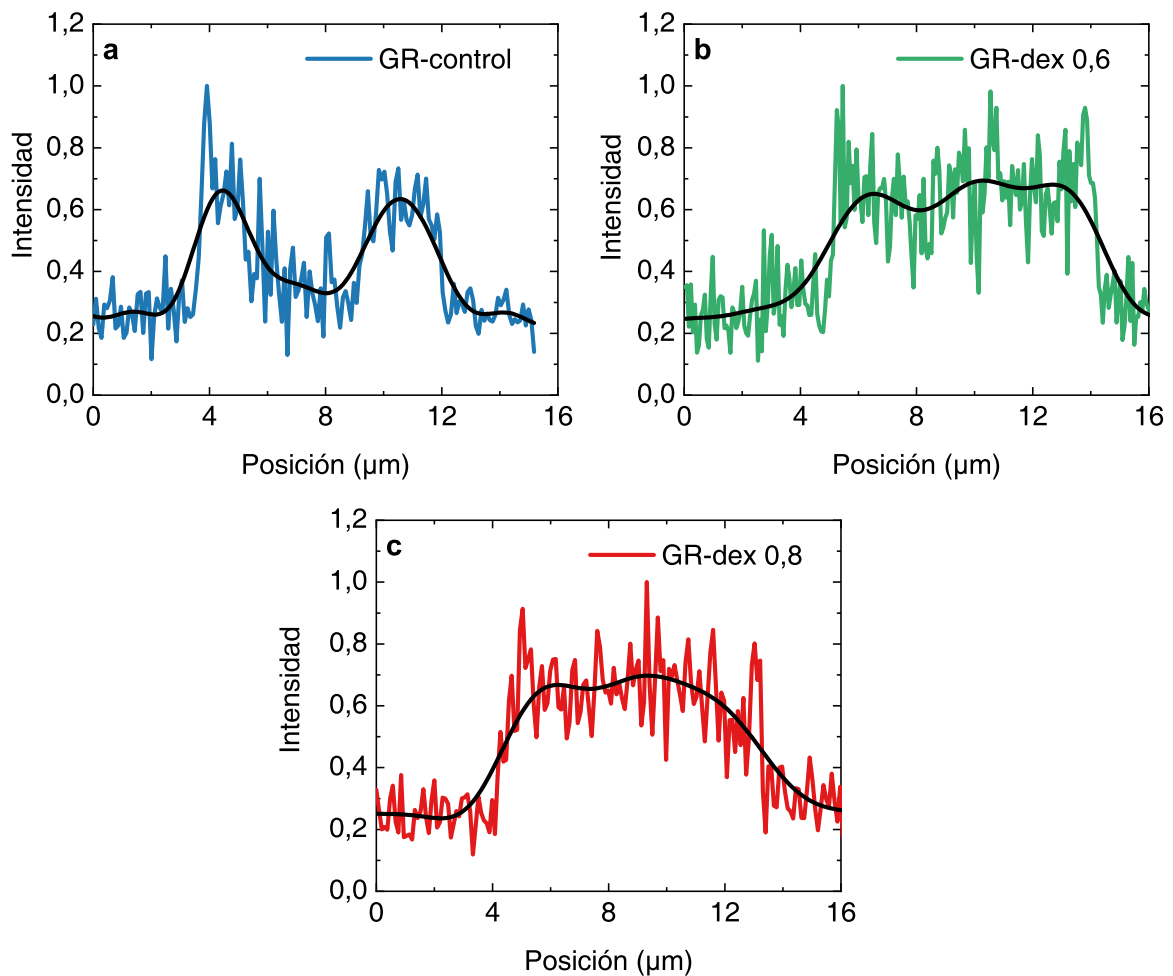 a
GR-control
Intensidad
1,2
1,0
0,8
0,6
0,4
0,2
0,0
0 4 8 12 16
Posición (µm)
b
GR-dex 0,6
Intensidad
1,2
1,0
0,8
0,6
0,4
0,2
0,0
0 4 8 12 16
Posición (µm)
c
GR-dex 0,8
Intensidad
1,2
1,0
0,8
0,6
0,4
0,2
0,0
0 4 8 12 16
Posición (µm)